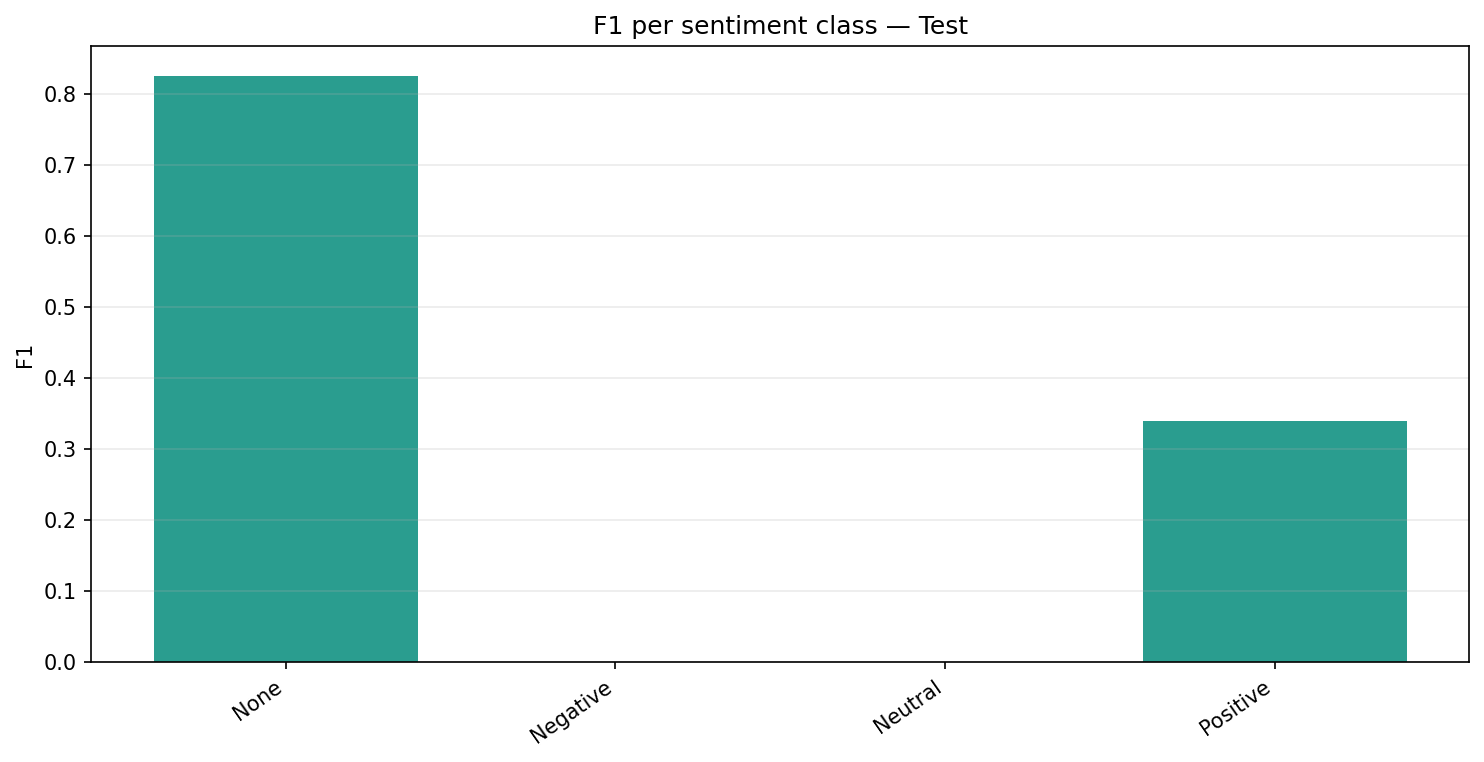 F1 per sentiment class — Test
F1
0.8
0.7
0.6
0.5
0.4
0.3
0.2
0.1
0.0
None
Negative
Neutral
Positive